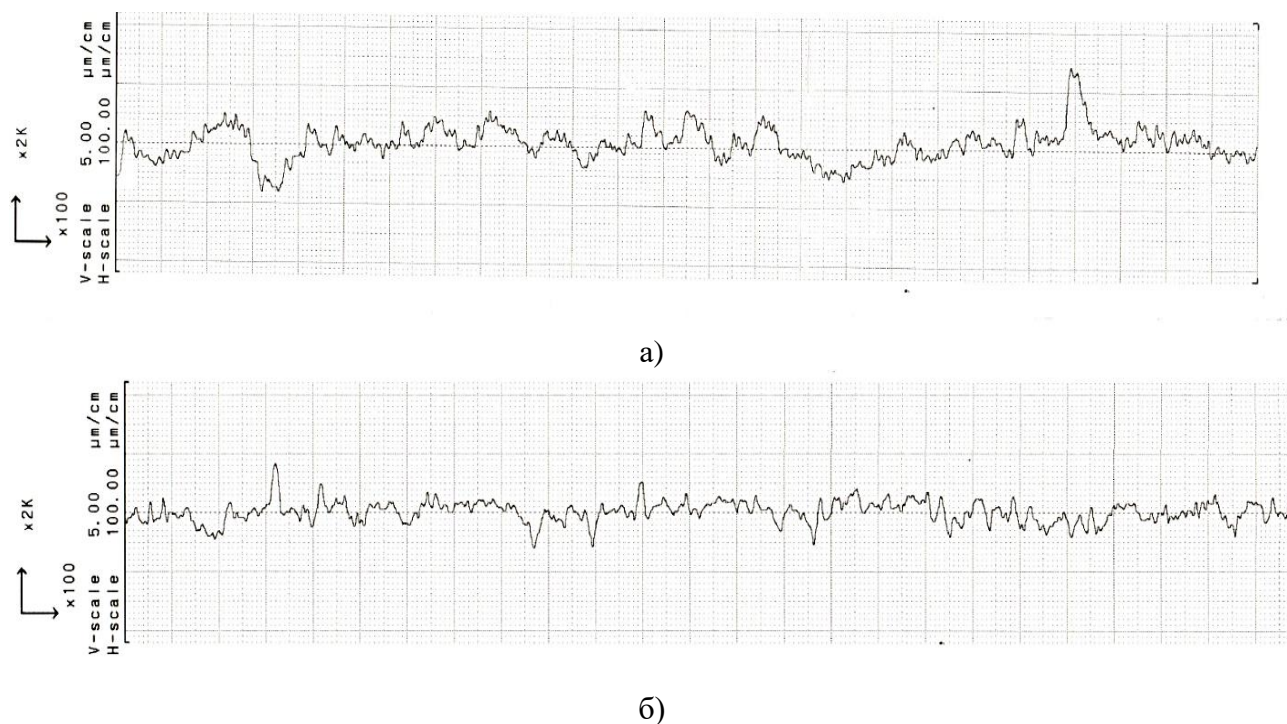 V-scale 5.00 µm/cm
H-scale 100.00 µm/cm
x2K
x100
а)
V-scale 5.00 µm/cm
H-scale 100.00 µm/cm
x2K
x100
б)